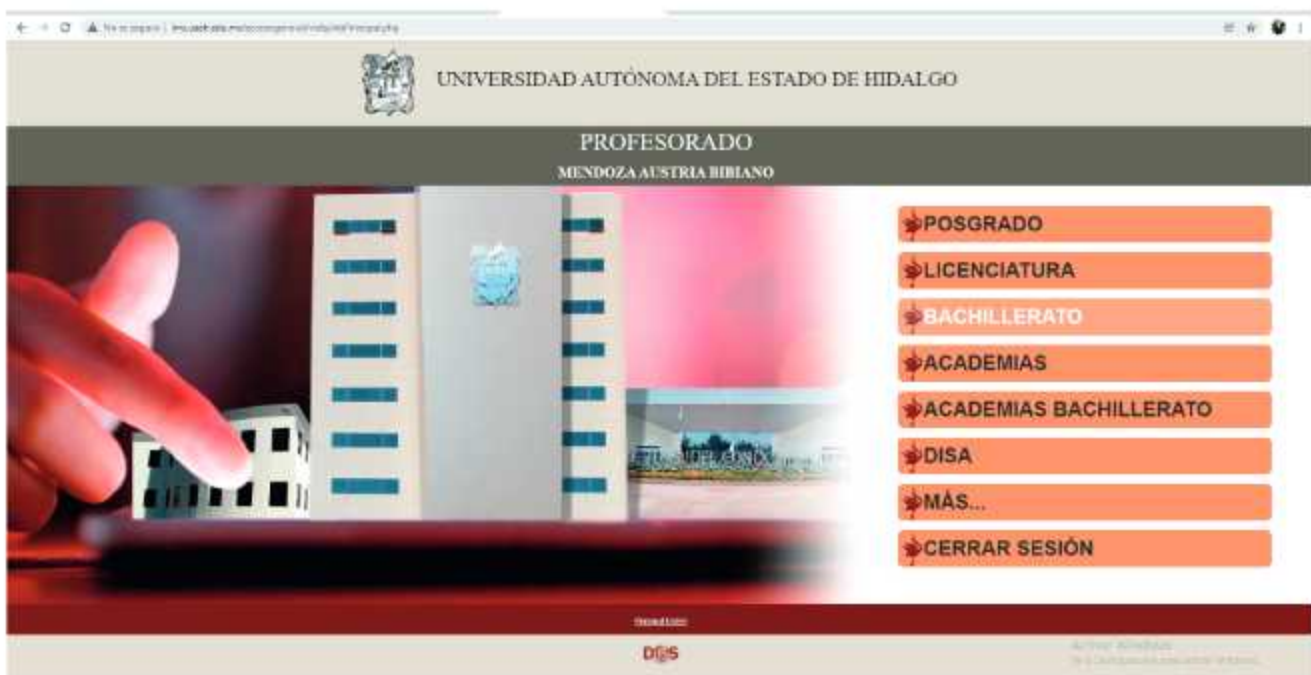 UNIVERSIDAD AUTÓNOMA DEL ESTADO DE HIDALGO
PROFESORADO
MENDOZA AUSTRIA BIBIANO
POSGRADO
LICENCIATURA
BACHILLERATO
ACADEMIAS
ACADEMIAS BACHILLERATO
DISA
MÁS...
CERRAR SESIÓN